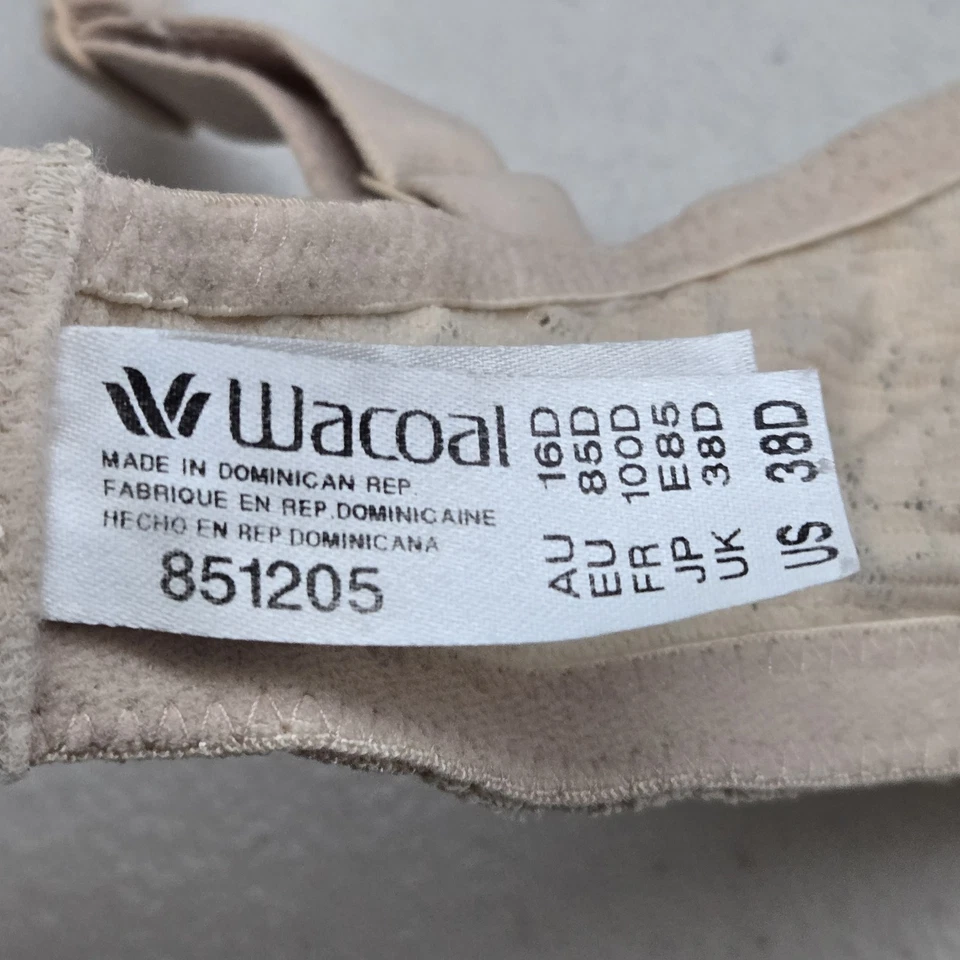 Wacoal
MADE IN DOMINICAN REP.
FABRIQUE EN REP.DOMINICAINE
HECHO EN REP DOMINICANA
851205
AU 16D
EU 85D
FR 100D
JP E85
UK 38D
US 38D